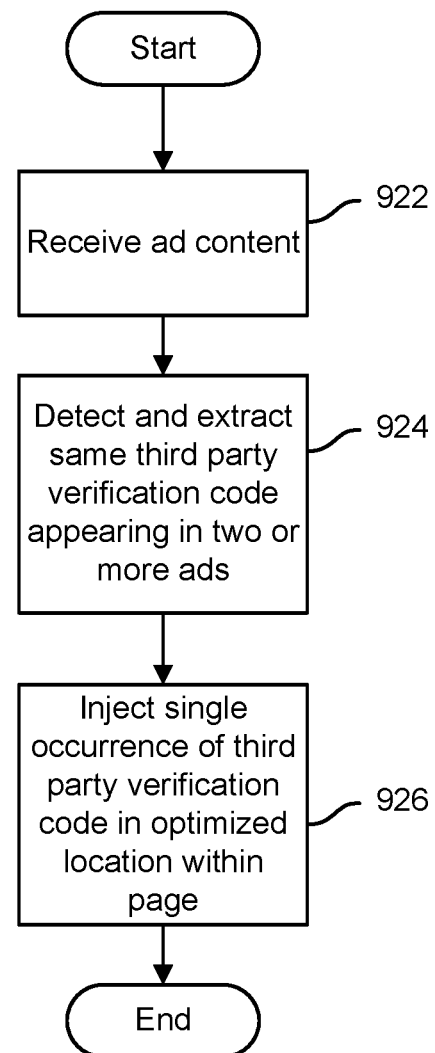 Start
Receive ad content
922
Detect and extract
same third party
verification code
appearing in two or
more ads
924
Inject single
occurrence of third
party verification
code in optimized
location within
page
926
End